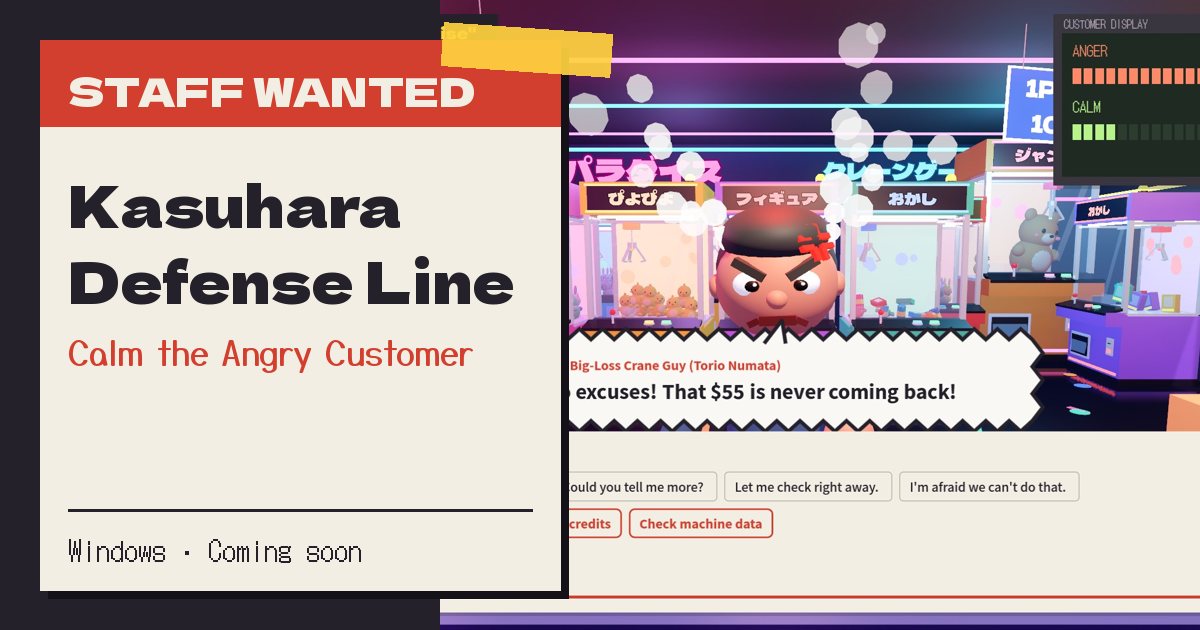 STAFF WANTED
Kasuhara
Defense Line
Calm the Angry Customer
Windows · Coming soon
CUSTOMER DISPLAY
ANGER
CALM
パラダイス
クレーンゲー
ぴよぴよ
フィギュア
おかし
ジャン
おかし
Big-Loss Crane Guy (Torio Numata)
excuses! That $55 is never coming back!
ould you tell me more?
Let me check right away.
I'm afraid we can't do that.
credits
Check machine data